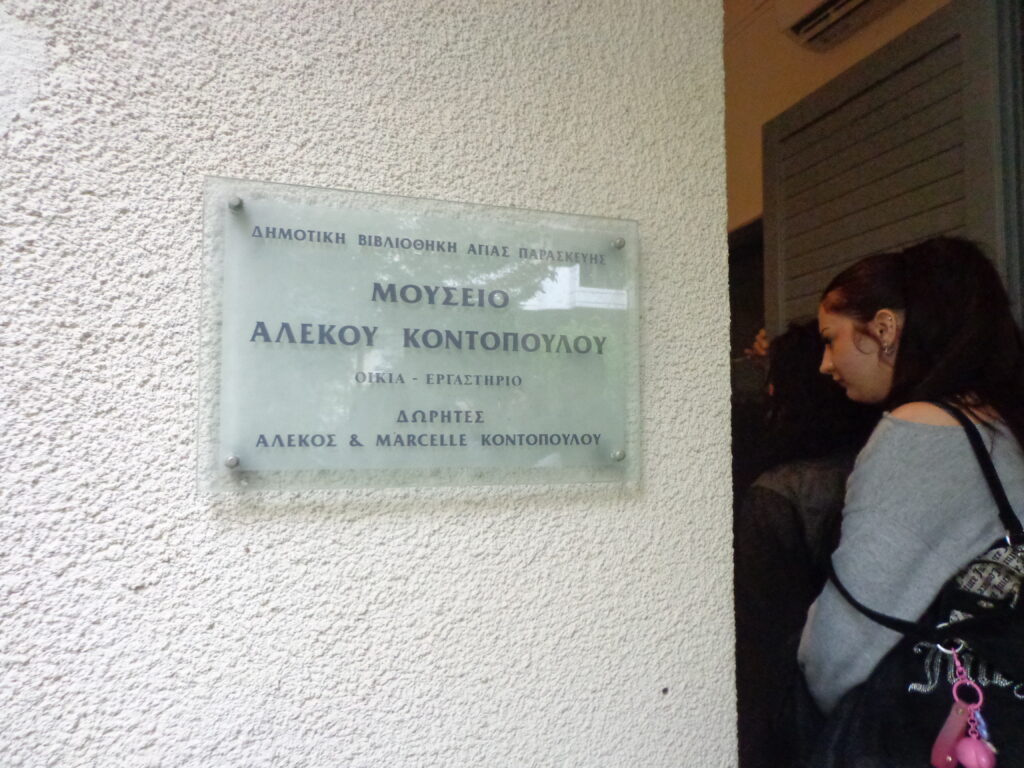 ΔΗΜΟΤΙΚΗ ΒΙΒΛΙΟΘΗΚΗ ΑΓΙΑΣ ΠΑΡΑΣΚΕΥΗΣ
ΜΟΥΣΕΙΟ
ΑΛΕΚΟΥ ΚΟΝΤΟΠΟΥΛΟΥ
ΟΙΚΙΑ - ΕΡΓΑΣΤΗΡΙΟ
ΔΩΡΗΤΕΣ
ΑΛΕΚΟΣ & MARCELLE ΚΟΝΤΟΠΟΥΛΟΥ